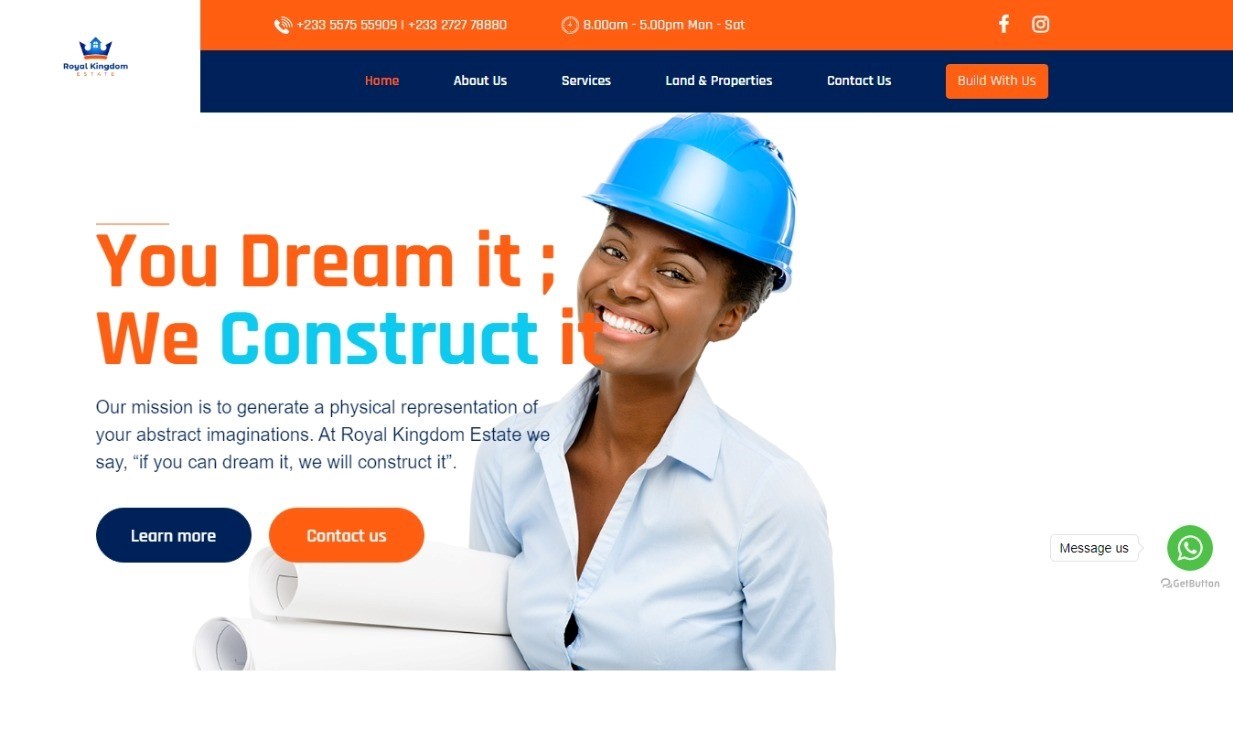 +233 5575 55909 | +233 2727 78880
8.00am - 5.00pm Mon - Sat
Royal Kingdom
ESTATE
Home
About Us
Services
Land & Properties
Contact Us
Build With Us
You Dream it ;
We Construct it
Our mission is to generate a physical representation of
your abstract imaginations. At Royal Kingdom Estate we
say, “if you can dream it, we will construct it”.
Learn more
Contact us
Message us
GetButton